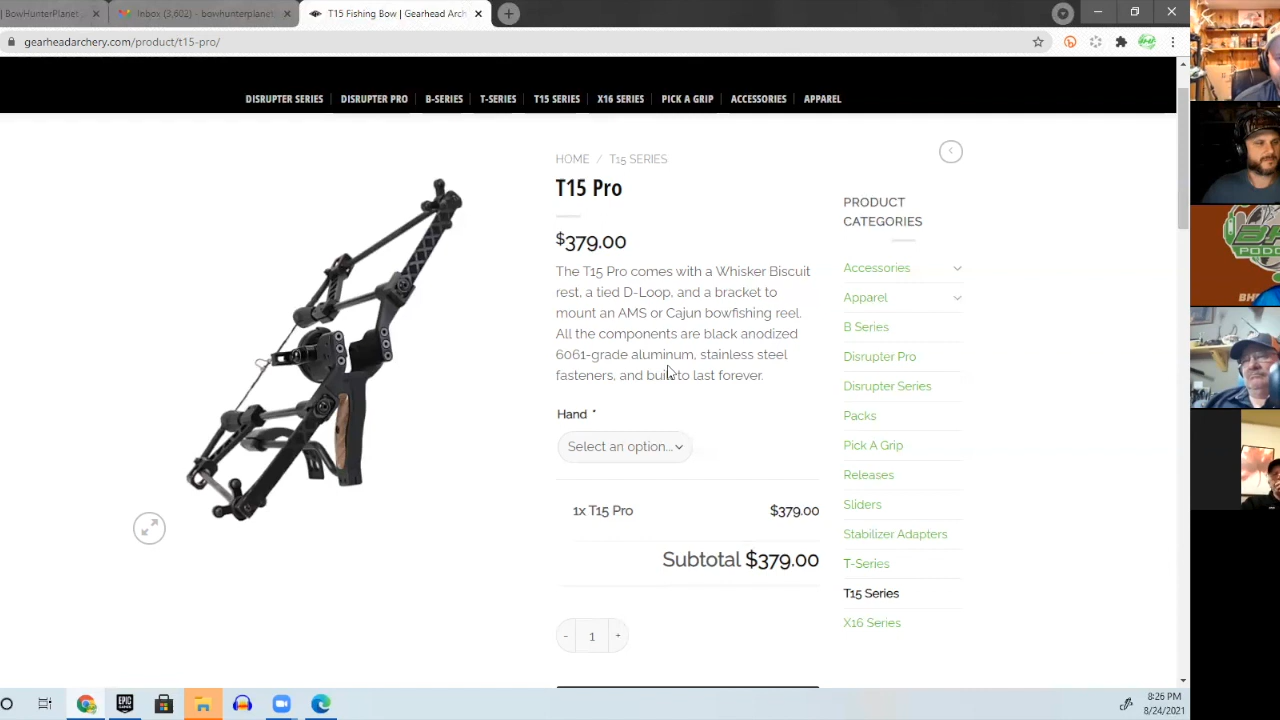 BowHunterPlanet
Inbox (3,602) - bowhunterplanet
T15 Fishing Bow | Gearhead Arch
gearheadarchery.com/product/t15-pro/
DISRUPTER SERIES DISRUPTER PRO B-SERIES T-SERIES T15 SERIES X16 SERIES PICK A GRIP ACCESSORIES APPAREL
HOME / T15 SERIES
T15 Pro
$379.00
The T15 Pro comes with a Whisker Biscuit
rest, a tied D-Loop, and a bracket to
mount an AMS or Cajun bowfishing reel.
All the components are black anodized
6061-grade aluminum, stainless steel
fasteners, and built to last forever.
Hand *
Select an option...
1x T15 Pro $379.00
Subtotal $379.00
- 1 +
PRODUCT
CATEGORIES
Accessories
Apparel
B Series
Disrupter Pro
Disrupter Series
Packs
Pick A Grip
Releases
Sliders
Stabilizer Adapters
T-Series
T15 Series
X16 Series
EPIC
GAMES
8:26 PM
8/24/2021